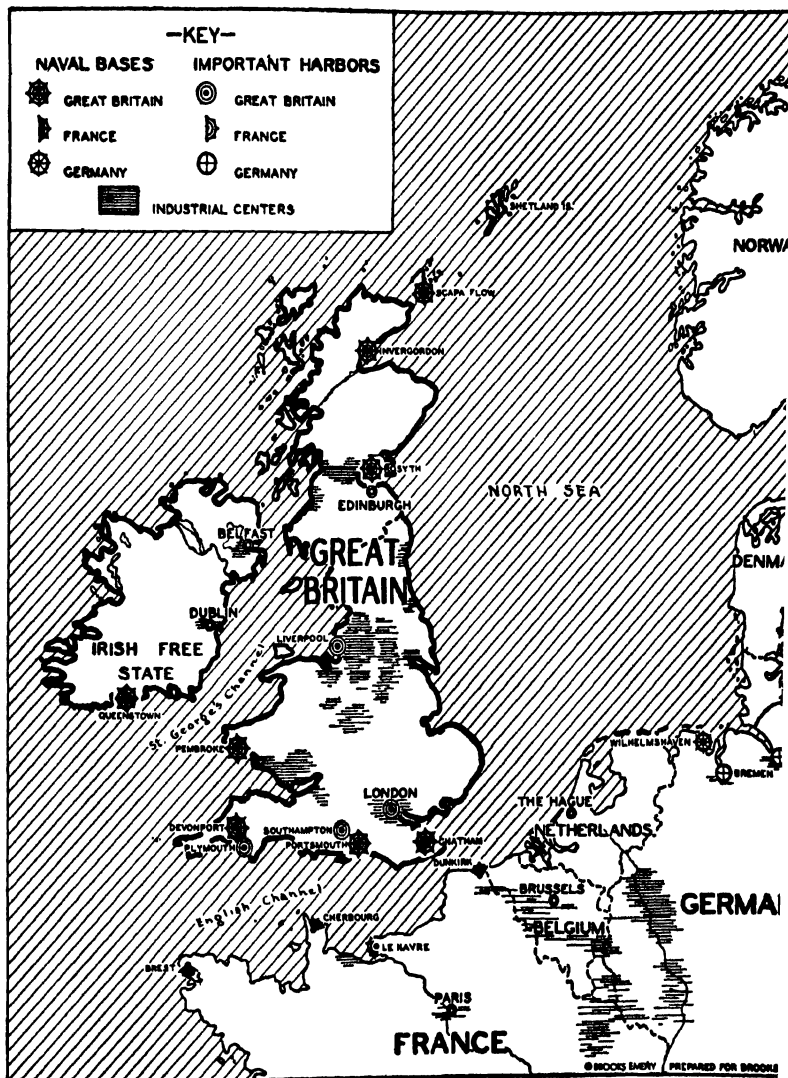 —KEY—
NAVAL BASES IMPORTANT HARBORS
GREAT BRITAIN GREAT BRITAIN
FRANCE FRANCE
GERMANY GERMANY
INDUSTRIAL CENTERS
SHETLAND IS.
NORWA
SCAPA FLOW
INVERGORDON
SYTH
EDINBURGH
NORTH SEA
BELFAST
GREAT
BRITAIN
DENMA
DUBLIN
IRISH FREE
STATE
LIVERPOOL
QUEENSTOWN
St. George's Channel
PEMBROKE
WILHELMSHAVEN
BREMEN
LONDON
THE HAGUE
NETHERLANDS
DEVONPORT
SOUTHAMPTON
PLYMOUTH
PORTSMOUTH
CHATHAM
DUNKIRK
BRUSSELS
BELGIUM
GERMA
English Channel
CHERBOURG
LE HAVRE
BREST
PARIS
FRANCE
© BROOKS EMENY PREPARED FOR BROOKS